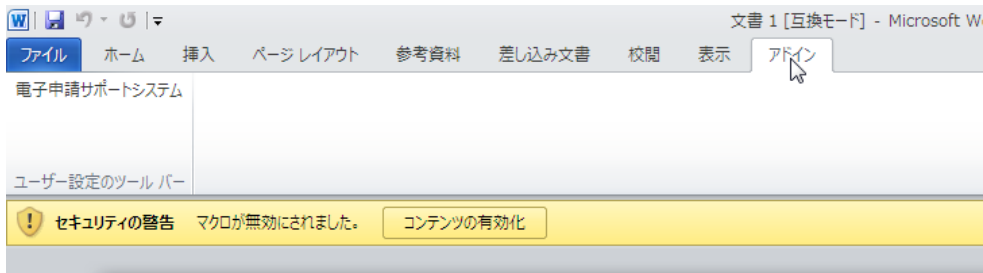 文書 1 [互換モード] - Microsoft W
ファイル ホーム 挿入 ページ レイアウト 参考資料 差し込み文書 校閲 表示 アドイン
電子申請サポートシステム
ユーザー設定のツール バー
セキュリティの警告 マクロが無効にされました。 コンテンツの有効化